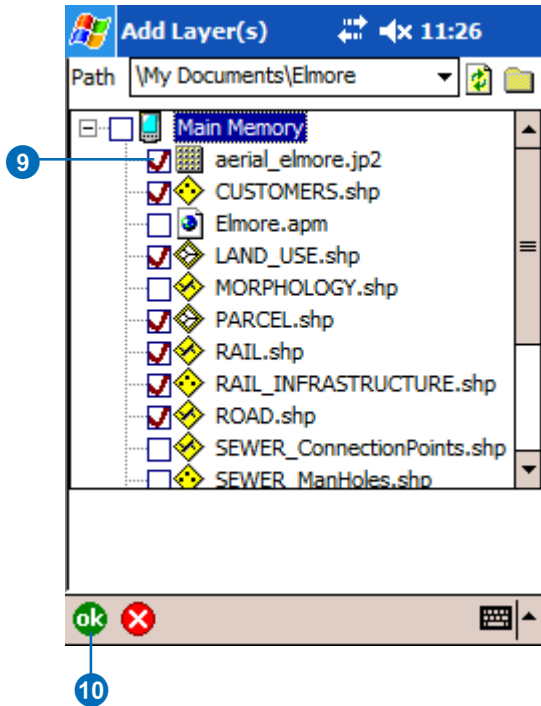 Add Layer(s) 11:26
Path \My Documents\Elmore
Main Memory
9
aerial_elmore.jp2
CUSTOMERS.shp
Elmore.apm
LAND_USE.shp
MORPHOLOGY.shp
PARCEL.shp
RAIL.shp
RAIL_INFRASTRUCTURE.shp
ROAD.shp
SEWER_ConnectionPoints.shp
SEWER_ManHoles.shp
ok
10